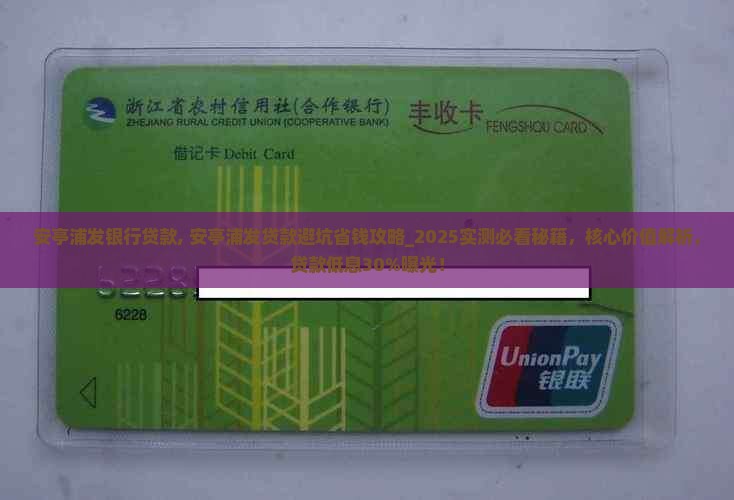 浙江省农村信用社(合作银行)
ZHEJIANG RURAL CREDIT UNION (COOPERATIVE BANK)
丰收卡 FENGSHOU CARD
借记卡 Debit Card
安亭浦发银行贷款, 安亭浦发贷款避坑省钱攻略_2025实测必看秘籍，核心价值解锁，
贷款低息30%曝光！
6228
6228
UnionPay
银联